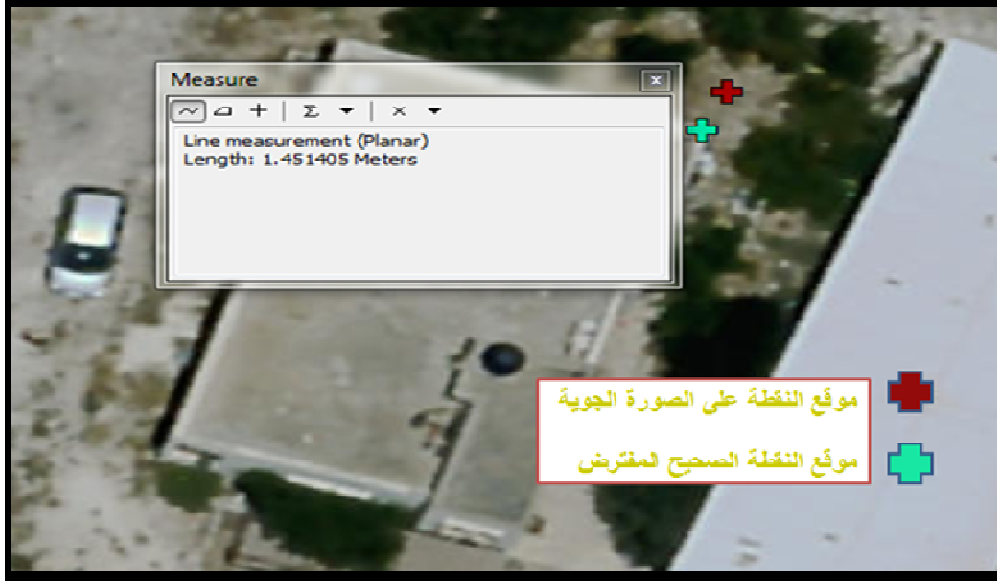 Measure
Line measurement (Planar)
Length: 1.451405 Meters
موقع النقطة على الصورة الجوية
موقع النقطة الصحيح المفترض